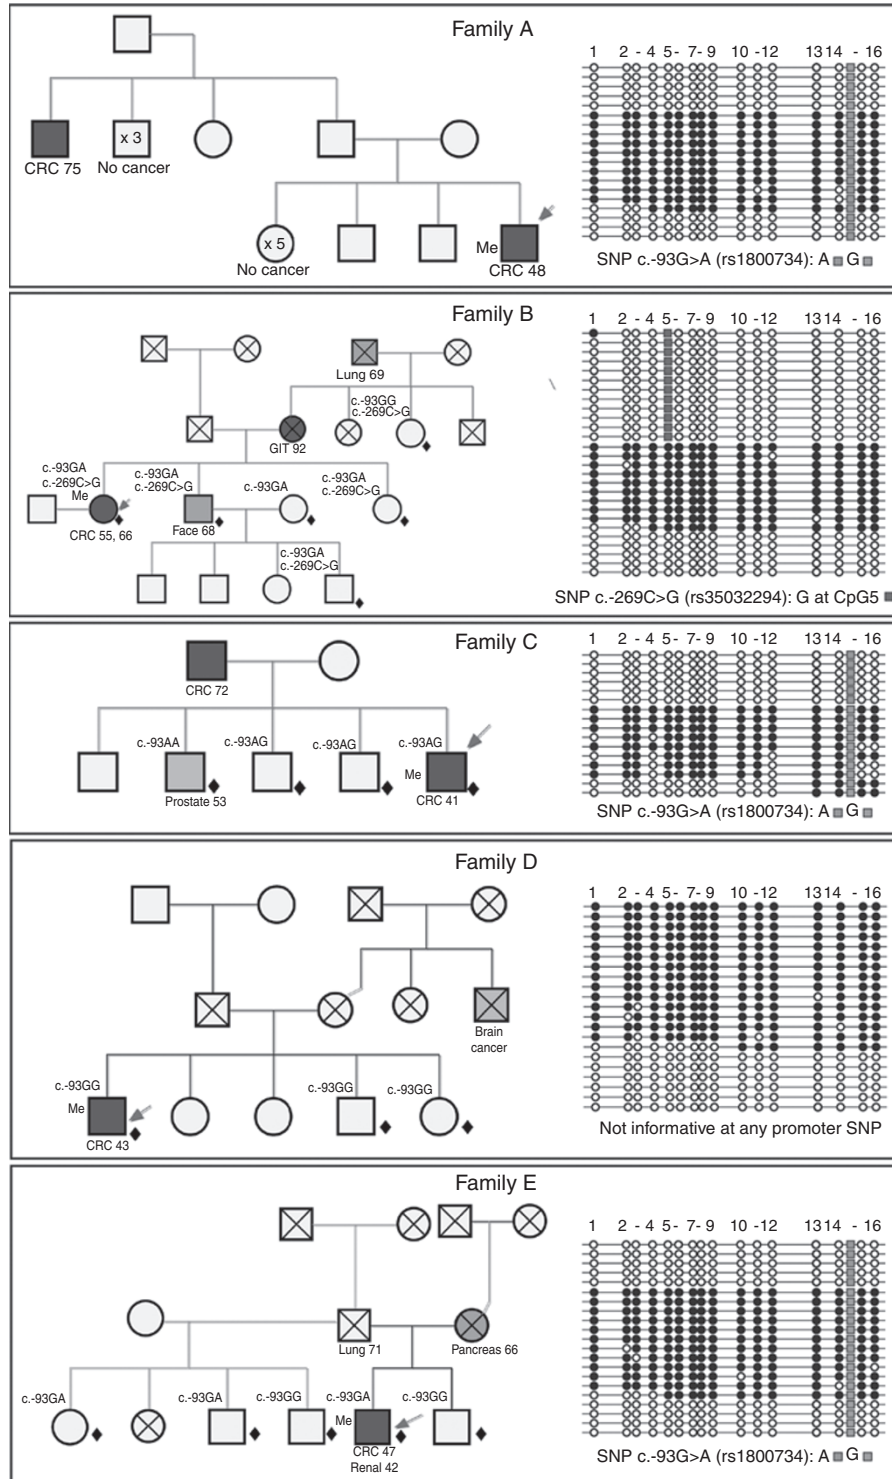 Family A
1 2 - 4 5- 7- 9 10 -12 13 14 - 16
x 3
CRC 75 No cancer
x 5
No cancer
Me
CRC 48
SNP c.-93G>A (rs1800734): A G
Family B
1 2 - 4 5- 7- 9 10 -12 13 14 - 16
Lung 69
c.-93GG
c.-269C>G
GIT 92
c.-93GA
c.-269C>G
Me
c.-93GA
c.-269C>G
c.-93GA
c.-93GA
c.-269C>G
CRC 55, 66
Face 68
c.-93GA
c.-269C>G
SNP c.-269C>G (rs35032294): G at CpG5
Family C
1 2 - 4 5- 7- 9 10 -12 13 14 - 16
CRC 72
c.-93AA c.-93AG c.-93AG c.-93AG
Me
Prostate 53
CRC 41
SNP c.-93G>A (rs1800734): A G
Family D
1 2 - 4 5- 7- 9 10 -12 13 14 - 16
Brain
cancer
c.-93GG c.-93GG c.-93GG
Me
CRC 43
Not informative at any promoter SNP
Family E
1 2 - 4 5- 7- 9 10 -12 13 14 - 16
Lung 71 Pancreas 66
c.-93GA c.-93GA c.-93GG c.-93GA c.-93GG
Me
CRC 47
Renal 42
SNP c.-93G>A (rs1800734): A G